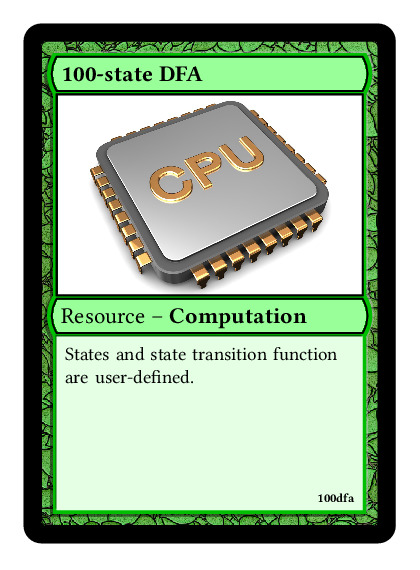 100-state DFA
CPU
Resource – Computation
States and state transition function
are user-defined.
100dfa